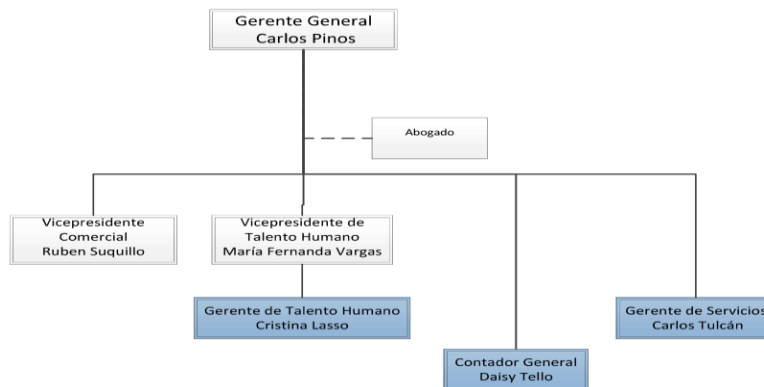 Gerente General
Carlos Pinos
Abogado
Vicepresidente
Comercial
Ruben Suquillo
Vicepresidente de
Talento Humano
María Fernanda Vargas
Gerente de Talento Humano
Cristina Lasso
Gerente de Servicios
Carlos Tulcán
Contador General
Daisy Tello